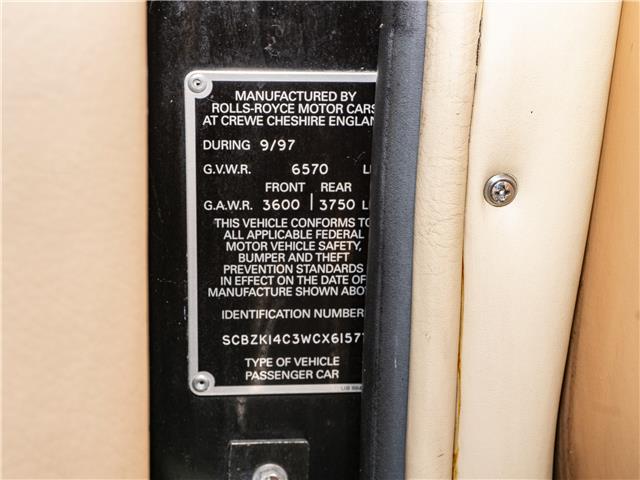 MANUFACTURED BY
ROLLS-ROYCE MOTOR CARS
AT CREWE CHESHIRE ENGLAN
DURING 9/97
G.V.W.R. 6570 L
FRONT REAR
G.A.W.R. 3600 3750 L
THIS VEHICLE CONFORMS TO
ALL APPLICABLE FEDERAL
MOTOR VEHICLE SAFETY,
BUMPER AND THEFT
PREVENTION STANDARDS
IN EFFECT ON THE DATE OF
MANUFACTURE SHOWN ABOV
IDENTIFICATION NUMBER
SCBZK14C3WCX6157
TYPE OF VEHICLE
PASSENGER CAR